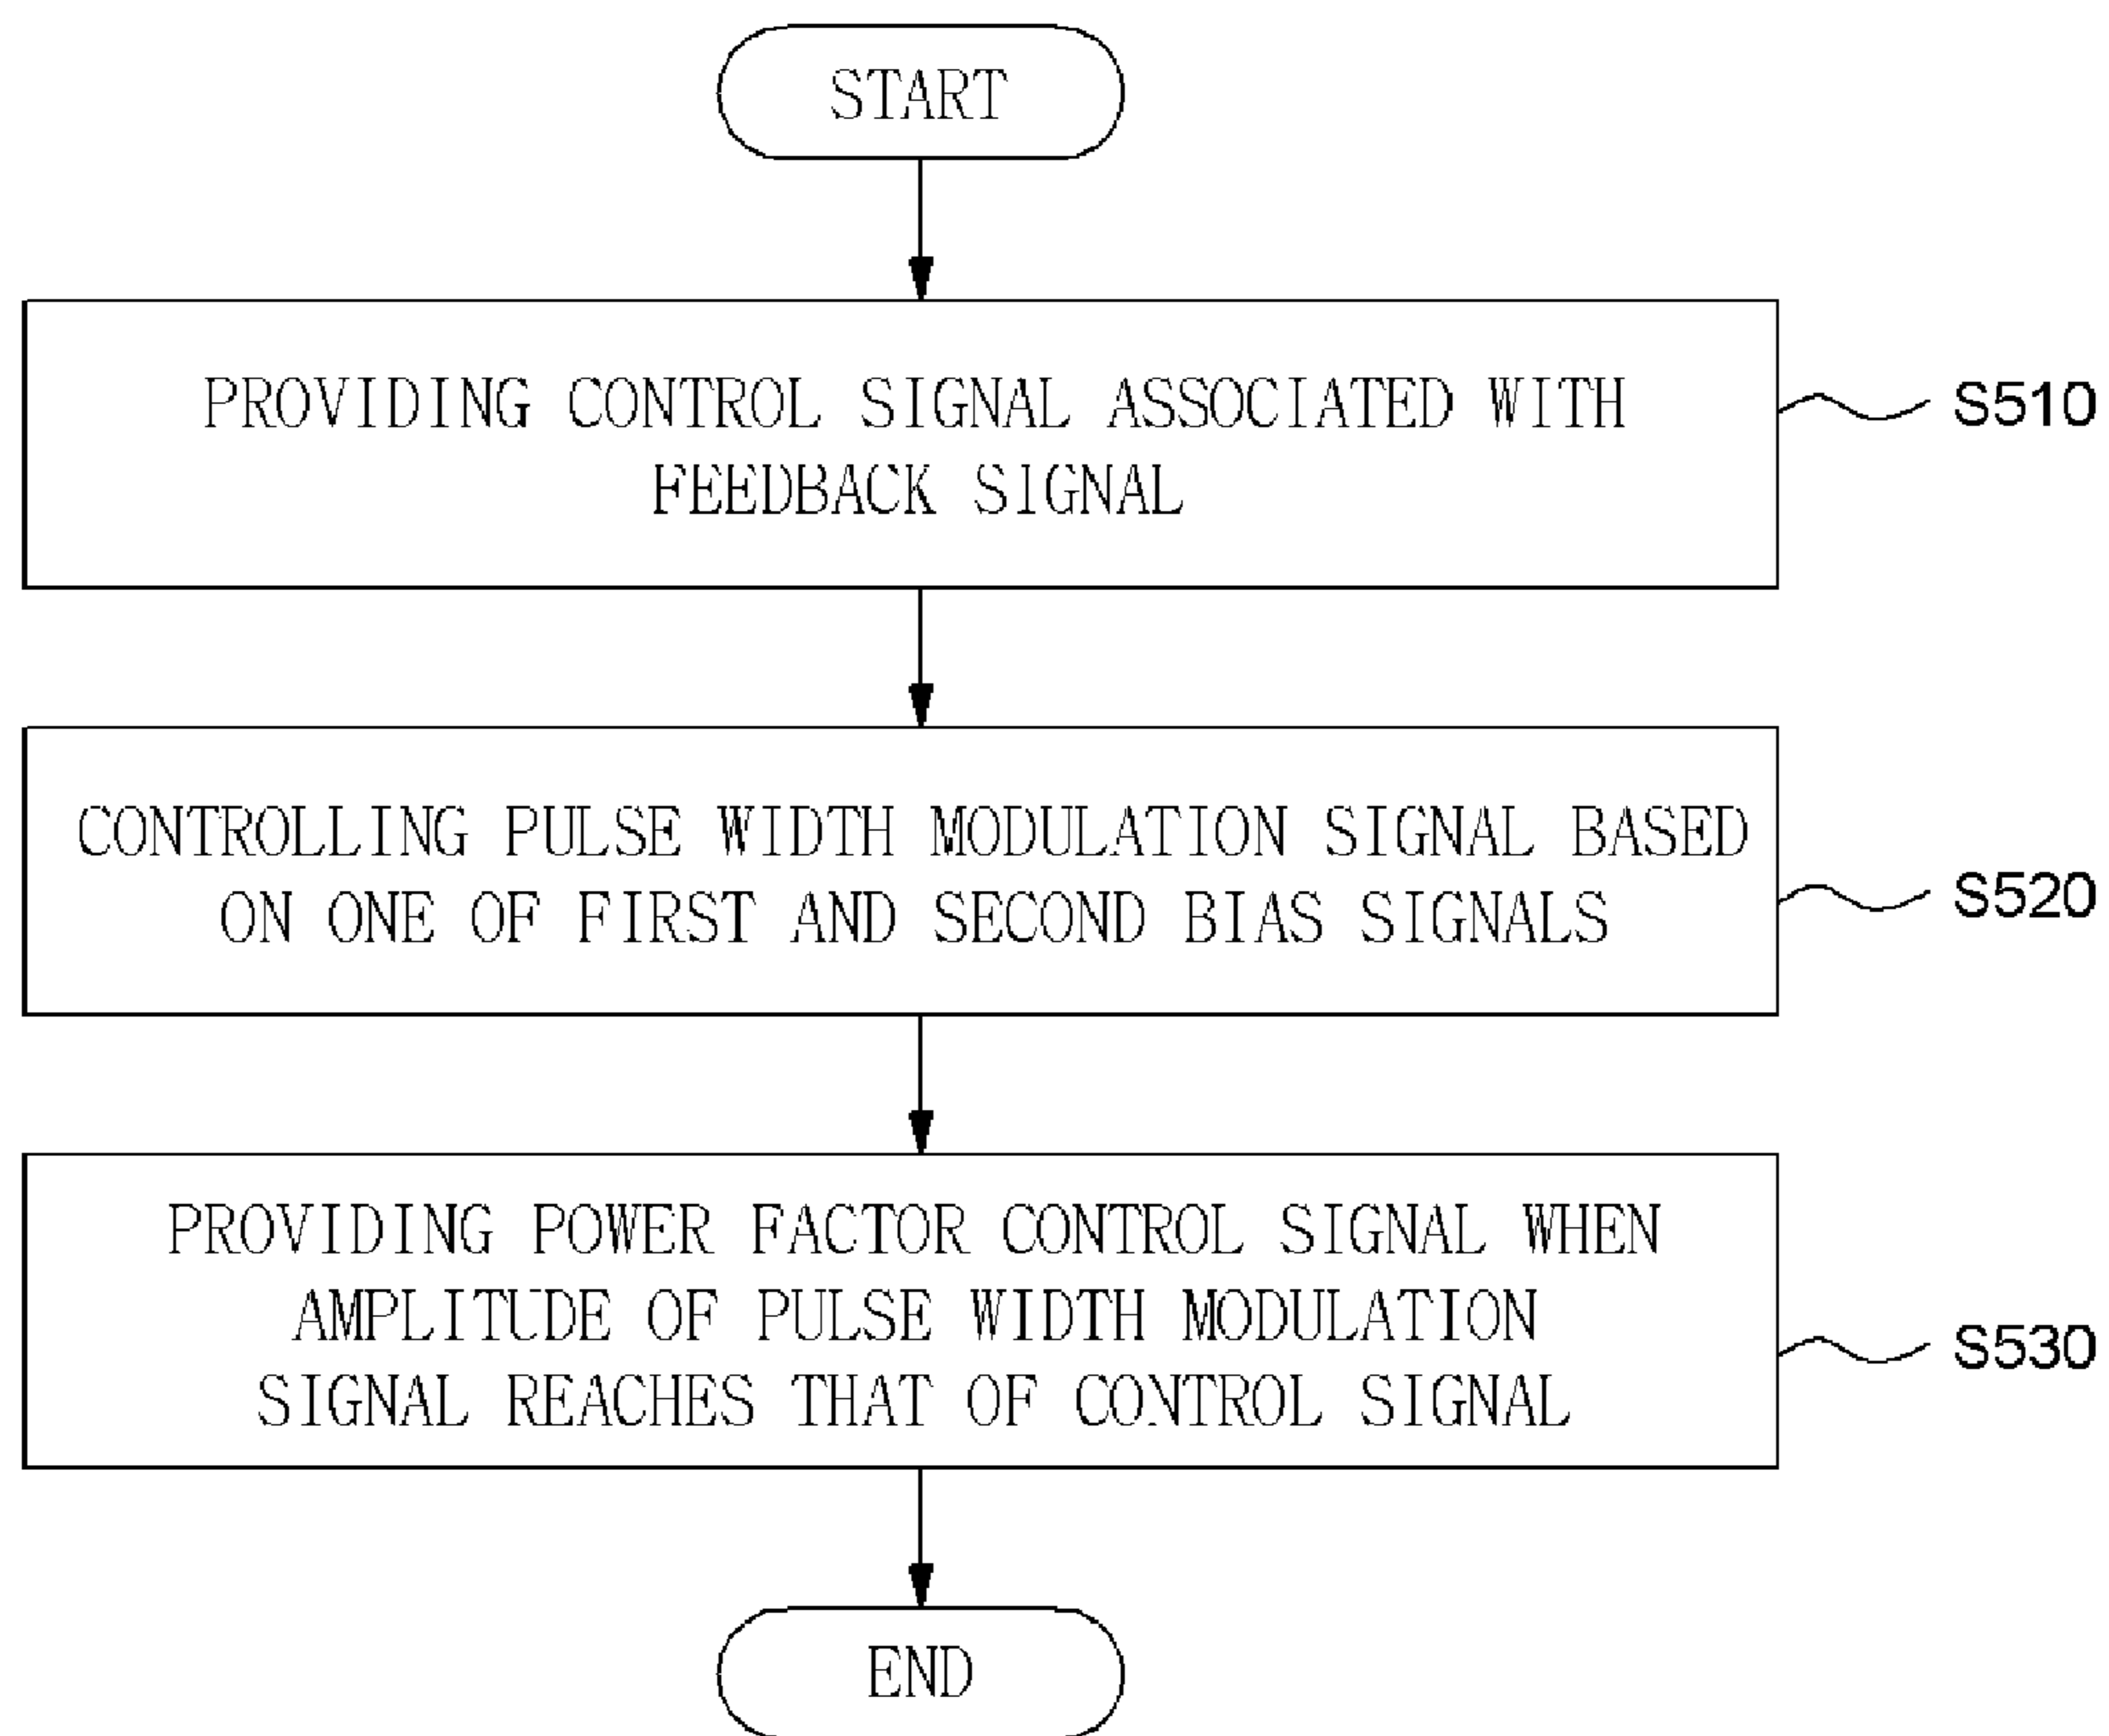 START
PROVIDING CONTROL SIGNAL ASSOCIATED WITH
FEEDBACK SIGNAL
S510
CONTROLLING PULSE WIDTH MODULATION SIGNAL BASED
ON ONE OF FIRST AND SECOND BIAS SIGNALS
S520
PROVIDING POWER FACTOR CONTROL SIGNAL WHEN
AMPLITUDE OF PULSE WIDTH MODULATION
SIGNAL REACHES THAT OF CONTROL SIGNAL
S530
END